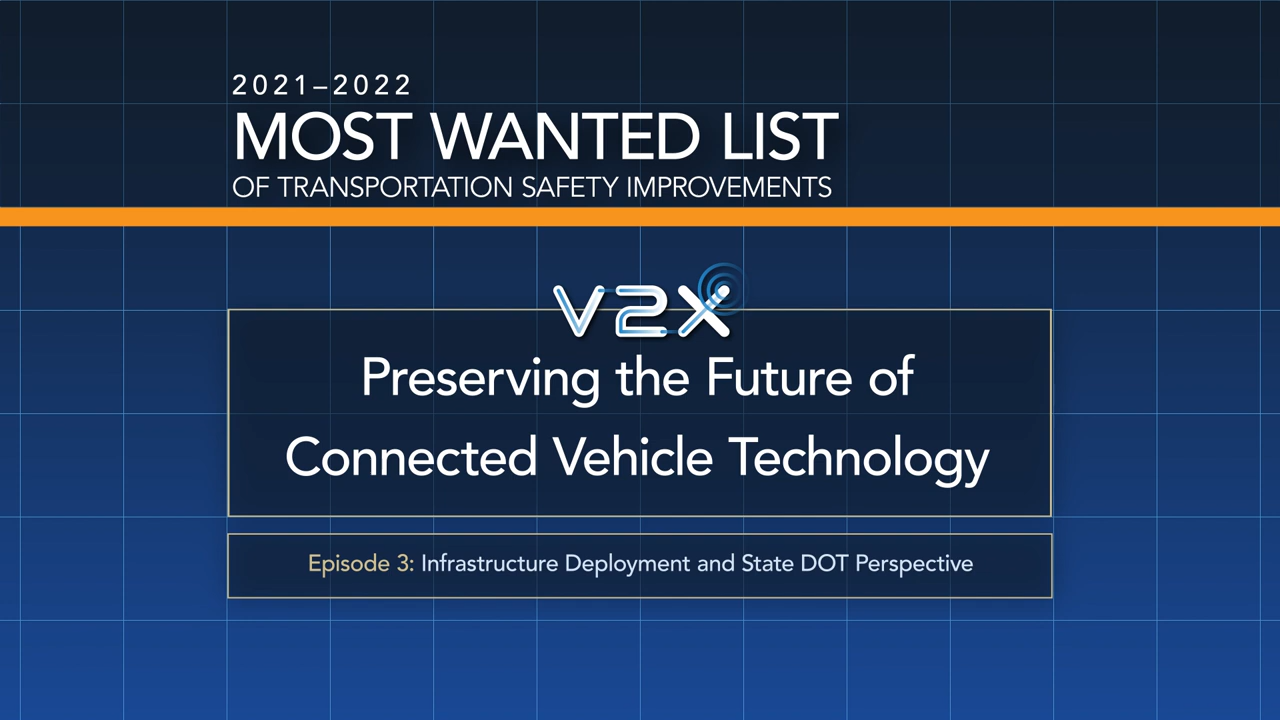 2021–2022
MOST WANTED LIST
OF TRANSPORTATION SAFETY IMPROVEMENTS
V2X
Preserving the Future of
Connected Vehicle Technology
Episode 3: Infrastructure Deployment and State DOT Perspective